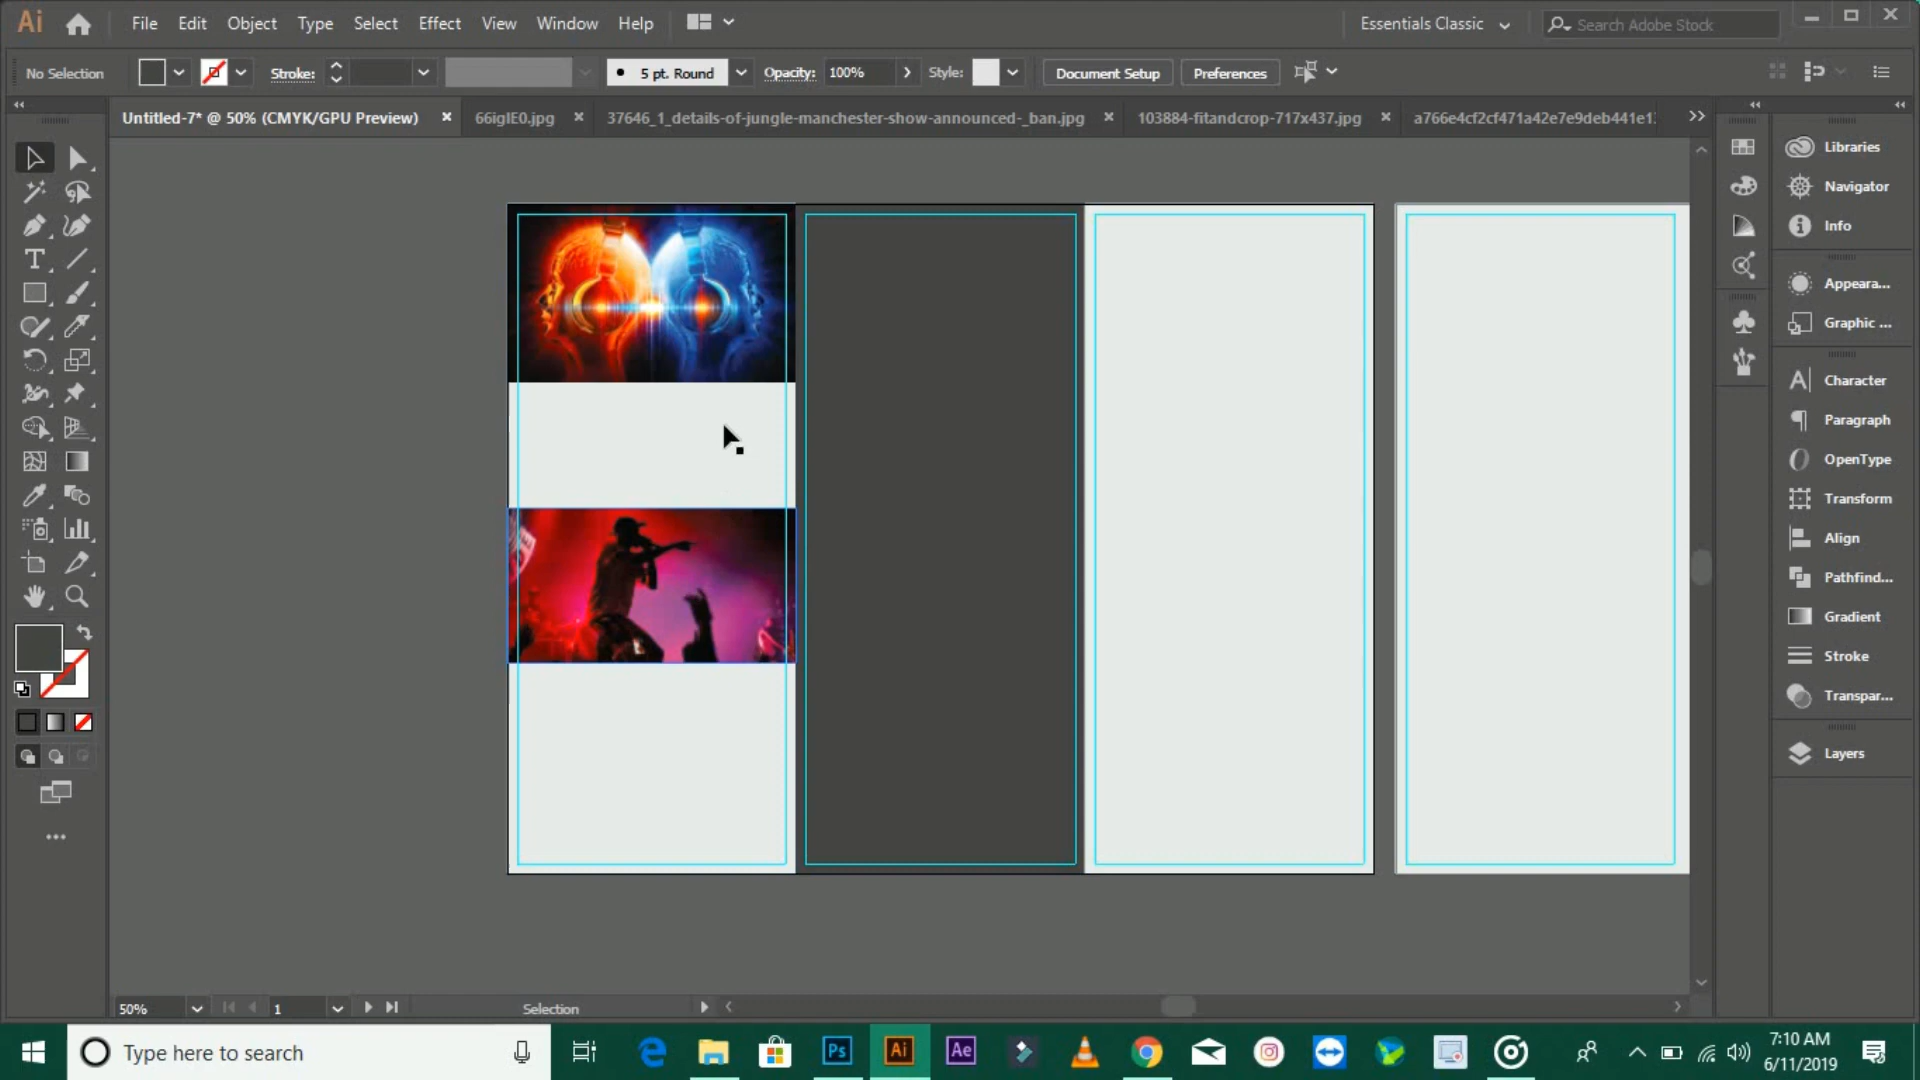 Ai File Edit Object Type Select Effect View Window Help Essentials Classic Search Adobe Stock
No Selection Stroke: 5 pt. Round Opacity: 100% Style: Document Setup Preferences
Untitled-7* @ 50% (CMYK/GPU Preview) 66iglE0.jpg 37646_1_details-of-jungle-manchester-show-announced-_ban.jpg 103884-fitandcrop-717x437.jpg a766e4cf2cf471a42e7e9deb441e1
Libraries
Navigator
Info
Appeara...
Graphic ...
Character
Paragraph
OpenType
Transform
Align
Pathfind...
Gradient
Stroke
Transpar...
Layers
50% 1 Selection
Type here to search Ps Ai Ae 7:10 AM
6/11/2019